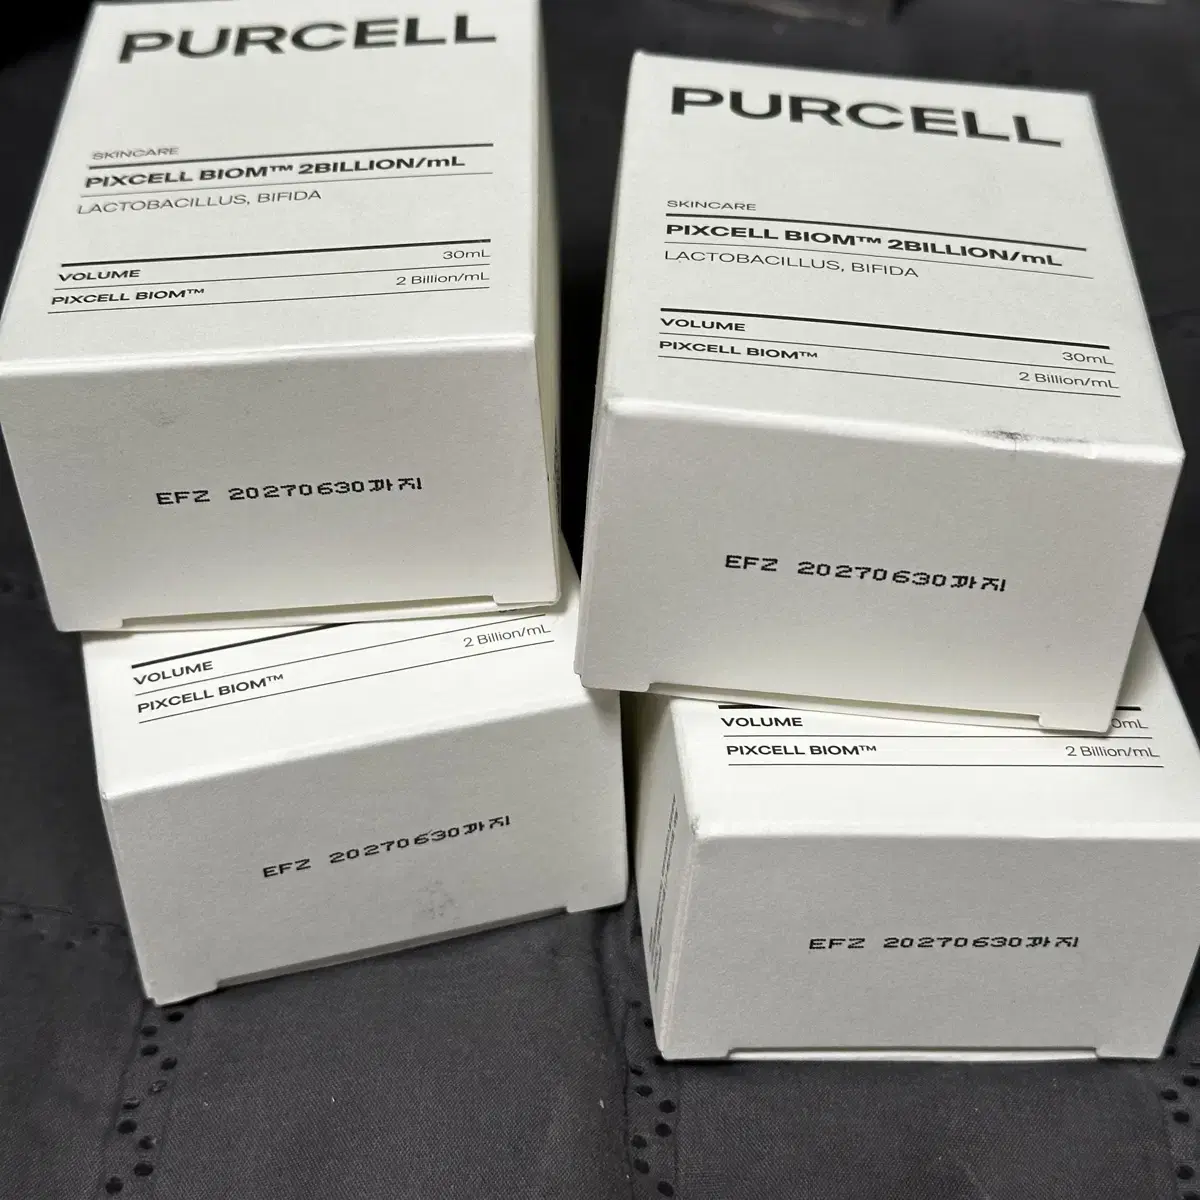 PURCELL
SKINCARE
PIXCELL BIOM™ 2BILLION/mL
LACTOBACILLUS, BIFIDA
VOLUME 30mL
PIXCELL BIOM™ 2 Billion/mL
EFZ 20270630까지
PURCELL
SKINCARE
PIXCELL BIOM™ 2BILLION/mL
LACTOBACILLUS, BIFIDA
VOLUME 30mL
PIXCELL BIOM™ 2 Billion/mL
EFZ 20270630까지
VOLUME
PIXCELL BIOM™ 2 Billion/mL
EFZ 20270630까지
VOLUME 0mL
PIXCELL BIOM™ 2 Billion/mL
EFZ 20270630까지